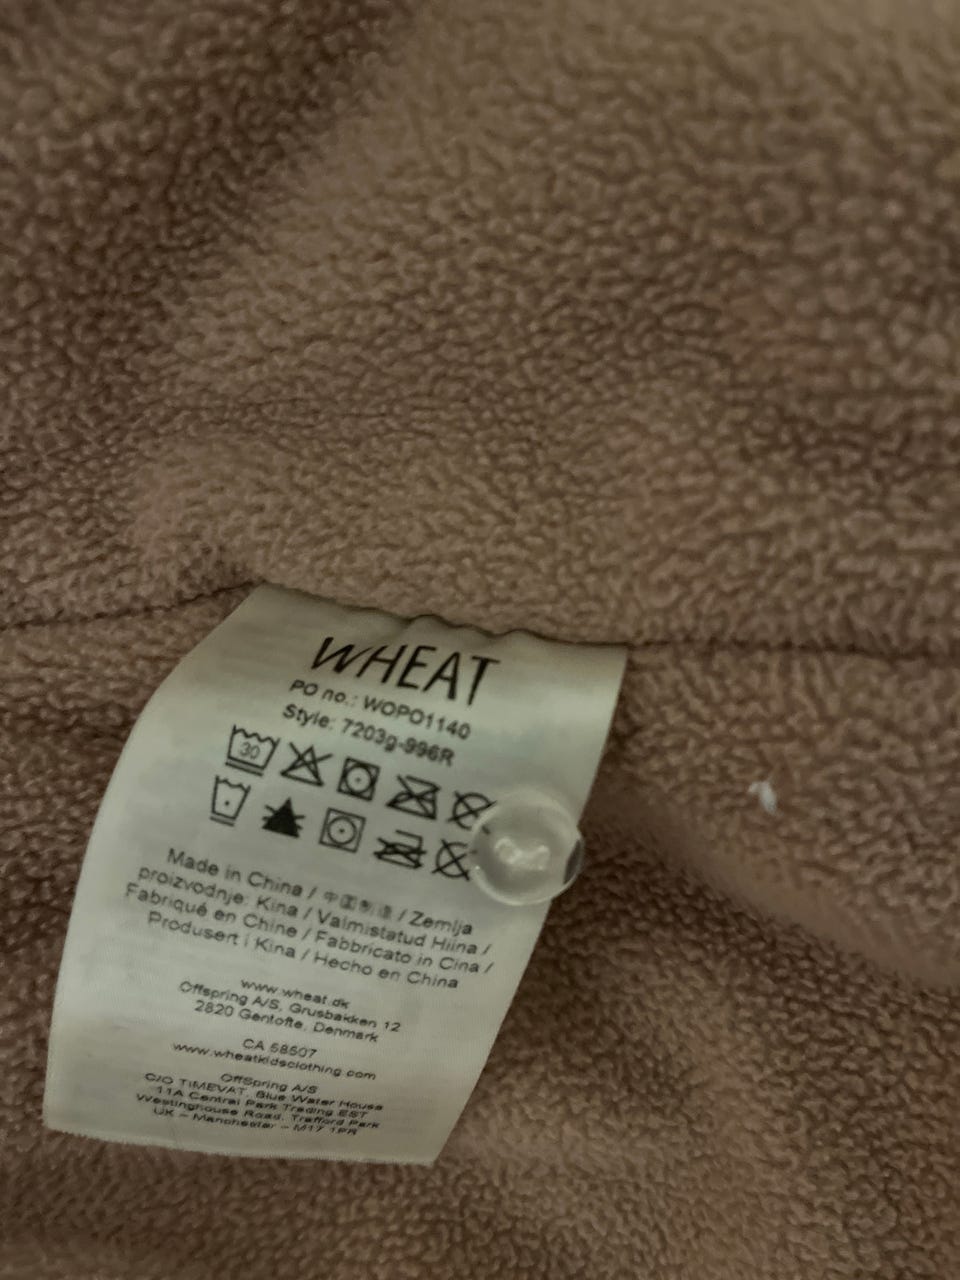 WHEAT
PO no.: WOPO1140
Style: 7203g-996R
30
Made in China / 中国制造 / Zemlja
proizvodnje: Kina / Valmistatud Hiina /
Fabriqué en Chine / Fabbricato in Cina /
Produsert i Kina / Hecho en China
www.wheat.dk
Offspring A/S, Grusbakken 12
2820 Gentofte, Denmark
CA 58507
www.wheatkidsclothing.com
OffSpring A/S
C/O TIMEVAT, Blue Water House
11A Central Park Trading EST
Westinghouse Road, Trafford Park
UK – Manchester – M17 1PR